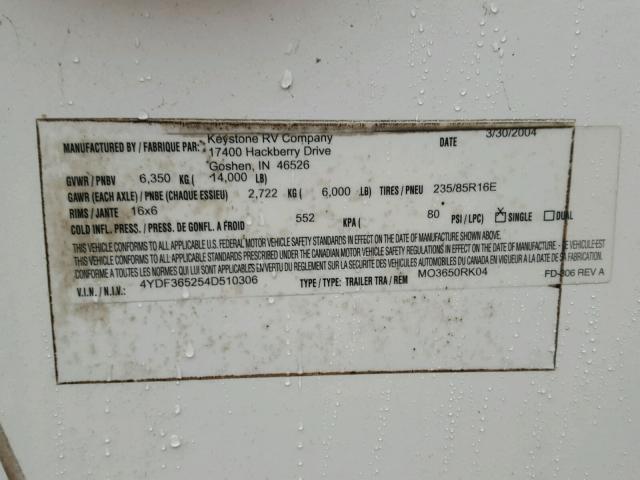 MANUFACTURED BY / FABRIQUE PAR: Keystone RV Company DATE 3/30/2004
17400 Hackberry Drive
Goshen, IN 46526
GVWR / PNBV 6,350 KG ( 14,000 LB)
GAWR (EACH AXLE) / PNBE (CHAQUE ESSIEU) 2,722 KG ( 6,000 LB) TIRES / PNEU 235/85R16E
RIMS / JANTE 16x6
COLD INFL. PRESS. / PRESS. DE GONFL. A FROID 552 KPA ( 80 PSI / LPC) X SINGLE DUAL
THIS VEHICLE CONFORMS TO ALL APPLICABLE U.S. FEDERAL MOTOR VEHICLE SAFETY STANDARDS IN EFFECT ON THE DATE OF MANUFACTURE SHOWN ABOVE.
THIS VEHICLE CONFORMS TO ALL APPLICABLE STANDARDS PRESCRIBED UNDER THE CANADIAN MOTOR VEHICLE SAFETY REGULATIONS IN EFFECT ON THE DATE OF MANUFACTURE. - CE VEHICULE EST
CONFORME A TOUTES LES NORMES QUI LUI SONT APPLICABLES EN VERTU DU REGLEMENT SUR LA SECURITE DES VEHICULES AUTOMOBILES DU CANADA EN VIGUEUR A LA DATE DE SA FABRICATION.
V.I.N. / N.I.V.: 4YDF365254D510306 TYPE / TYPE: TRAILER TRA / REM MO3650RK04 FD-306 REV A